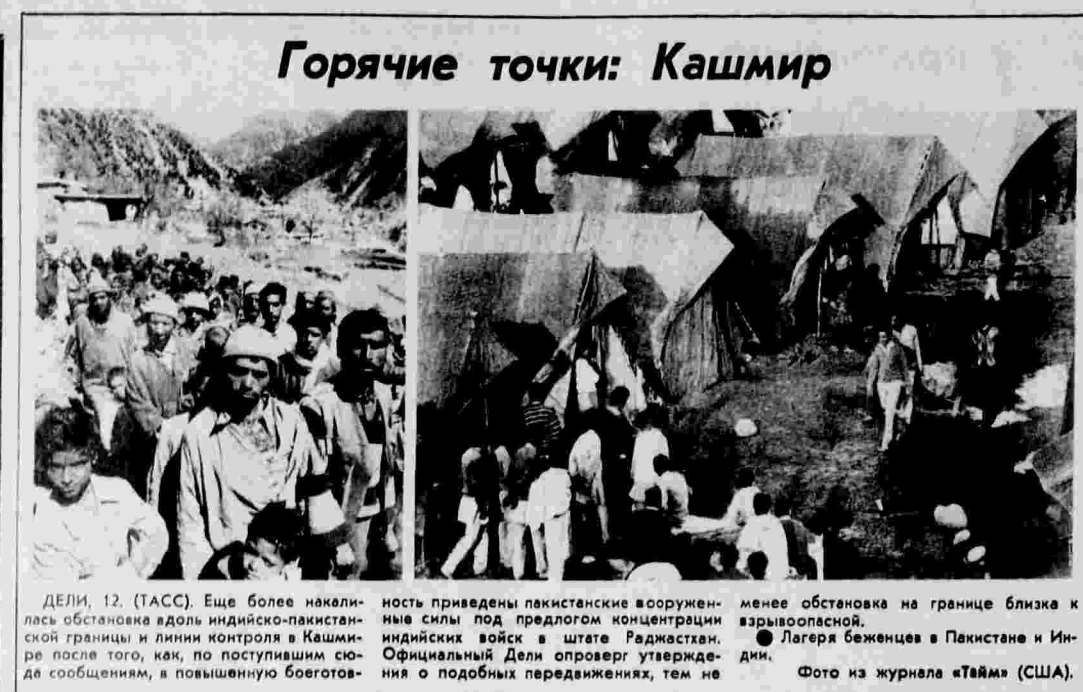 Горячие точки: Кашмир
ДЕЛИ, 12. (ТАСС). Еще более накали-
лась обстановка вдоль индийско-пакистан-
ской границы и линии контроля в Кашми-
ре после того, как, по поступившим сю-
да сообщениям, в повышенную боеготов-
ность приведены пакистанские вооружен-
ные силы под предлогом концентрации
индийских войск в штате Раджастхан.
Официальный Дели опроверг утвержде-
ния о подобных передвижениях, тем не
менее обстановка на границе близка к
взрывоопасной.
● Лагеря беженцев в Пакистане и Ин-
дии.
Фото из журнала «Тайм» (США).